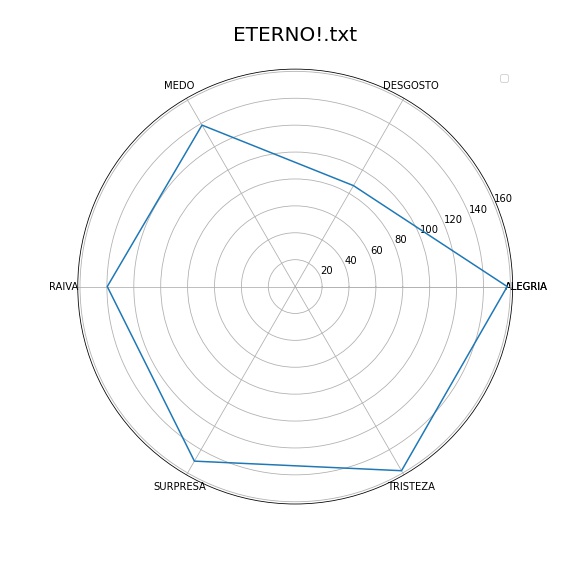 ETERNO!.txt
MEDO
DESGOSTO
160
140
120
100
80
60
40
20
RAIVA
ALEGRIA
SURPRESA
TRISTEZA